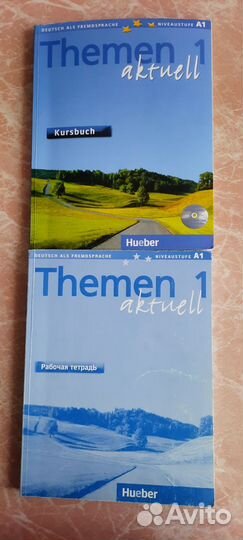 DEUTSCH ALS FREMDSPRACHE NIVEAUSTUFE A1
Themen 1
aktuell
Kursbuch
Hueber
DEUTSCH ALS FREMDSPRACHE NIVEAUSTUFE A1
Themen 1
aktuell
Рабочая тетрадь
Hueber
Avito